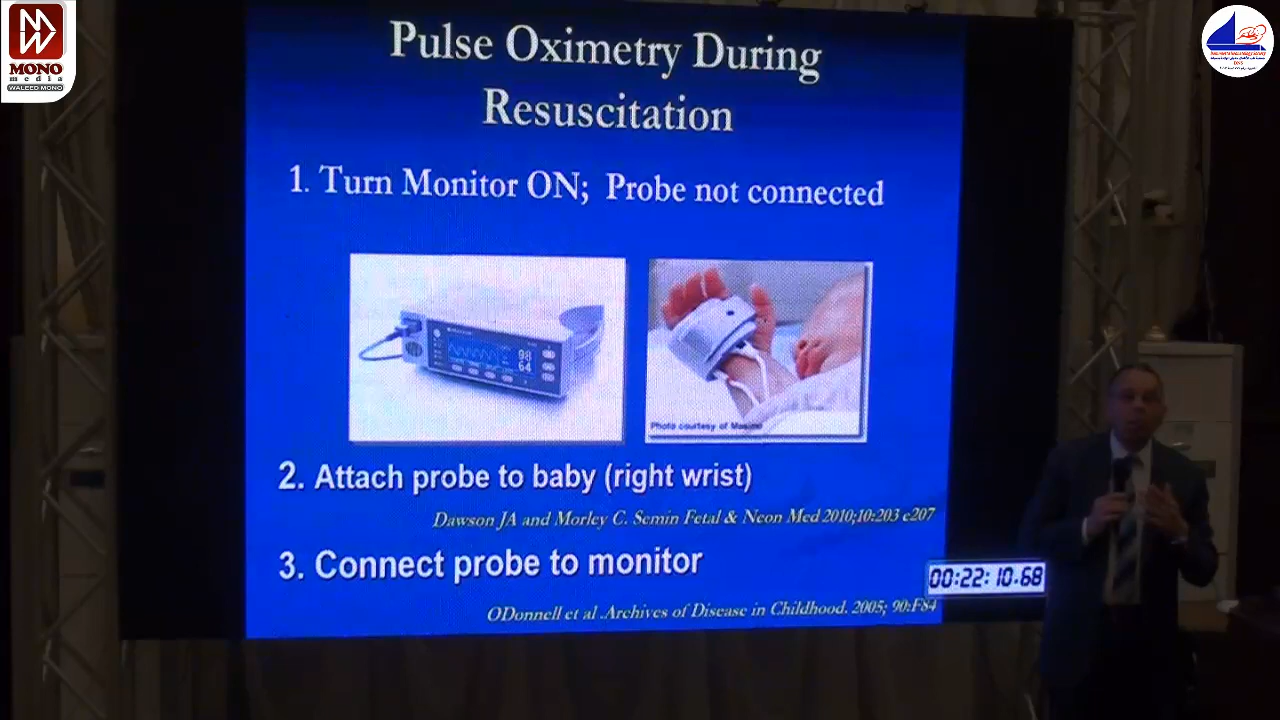 MONO
media
WALEED MONO
DNS
Pulse Oximetry During
Resuscitation
1. Turn Monitor ON; Probe not connected
98
64
Photo courtesy of Masimo
2. Attach probe to baby (right wrist)
Dawson JA and Morley C. Semin Fetal & Neon Med 2010;10:203 e207
3. Connect probe to monitor
ODonnell et al .Archives of Disease in Childhood. 2005; 90:F84
00:22:10.68